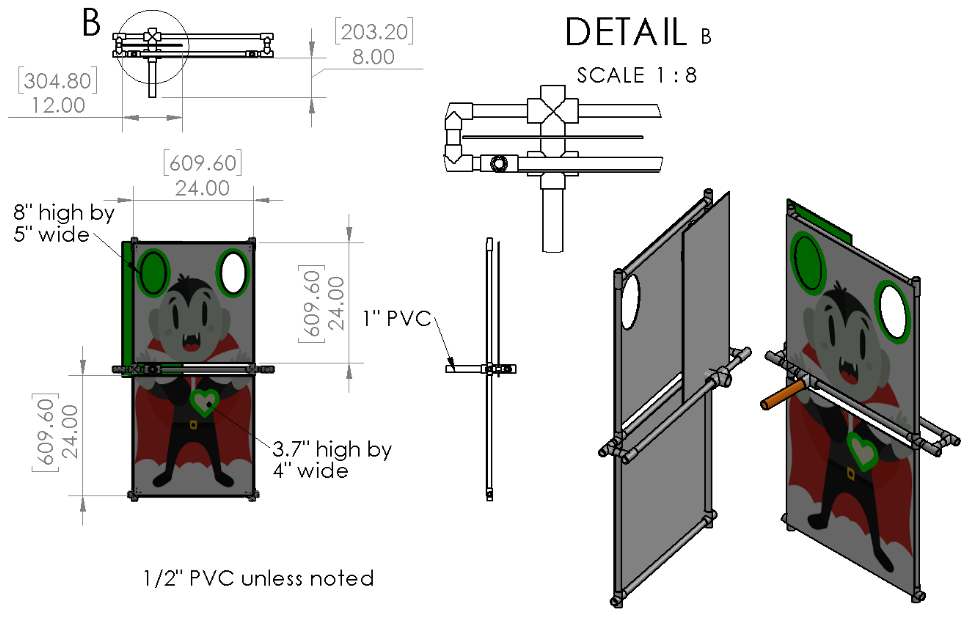 B
[203.20]
8.00
[304.80]
12.00
DETAIL B
SCALE 1 : 8
[609.60]
24.00
8" high by
5" wide
[609.60]
24.00
1" PVC
[609.60]
24.00
3.7" high by
4" wide
1/2" PVC unless noted